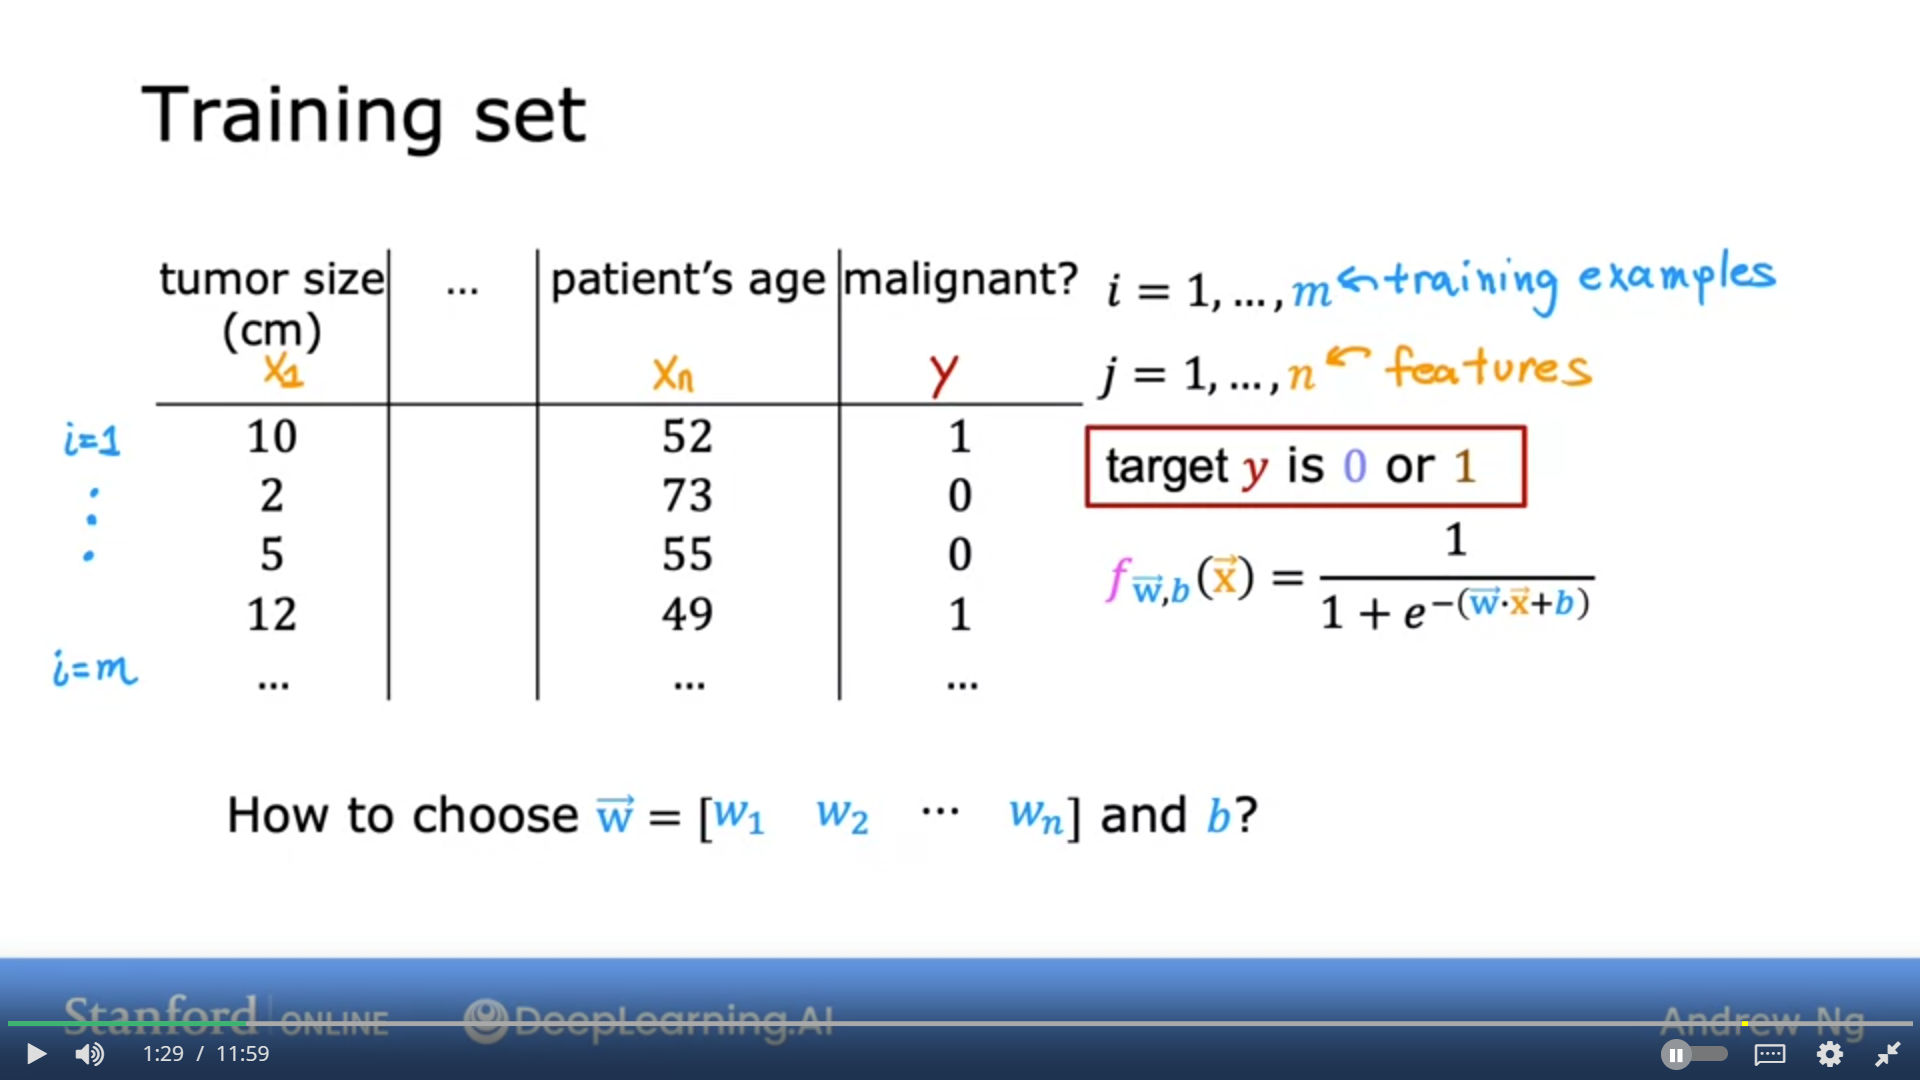 Training set
tumor size (cm) ... patient's age malignant?
x₁ xₙ y
i=1 10 52 1
2 73 0
5 55 0
12 49 1
i=m ... ... ...
i = 1, ..., m ← training examples
j = 1, ..., n ← features
target y is 0 or 1
f w⃗,b (x⃗) = 1 / 1 + e^−(w⃗·x⃗+b)
How to choose w⃗ = [w₁ w₂ ⋯ wₙ] and b?
Stanford | ONLINE DeepLearning.AI Andrew Ng
1:29 / 11:59